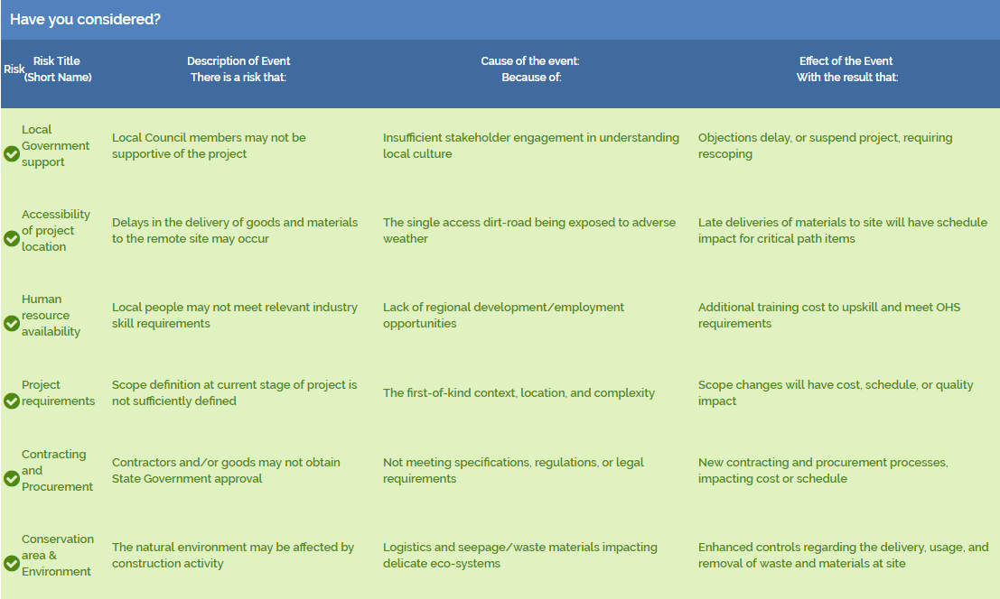 Have you considered?
Risk
Risk Title
(Short Name)
Description of Event
There is a risk that:
Cause of the event:
Because of:
Effect of the Event
With the result that:
Local
Government
support
Local Council members may not be
supportive of the project
Insufficient stakeholder engagement in understanding
local culture
Objections delay, or suspend project, requiring
rescoping
Accessibility
of project
location
Delays in the delivery of goods and materials
to the remote site may occur
The single access dirt-road being exposed to adverse
weather
Late deliveries of materials to site will have schedule
impact for critical path items
Human
resource
availability
Local people may not meet relevant industry
skill requirements
Lack of regional development/employment
opportunities
Additional training cost to upskill and meet OHS
requirements
Project
requirements
Scope definition at current stage of project is
not sufficiently defined
The first-of-kind context, location, and complexity
Scope changes will have cost, schedule, or quality
impact
Contracting
and
Procurement
Contractors and/or goods may not obtain
State Government approval
Not meeting specifications, regulations, or legal
requirements
New contracting and procurement processes,
impacting cost or schedule
Conservation
area &
Environment
The natural environment may be affected by
construction activity
Logistics and seepage/waste materials impacting
delicate eco-systems
Enhanced controls regarding the delivery, usage, and
removal of waste and materials at site